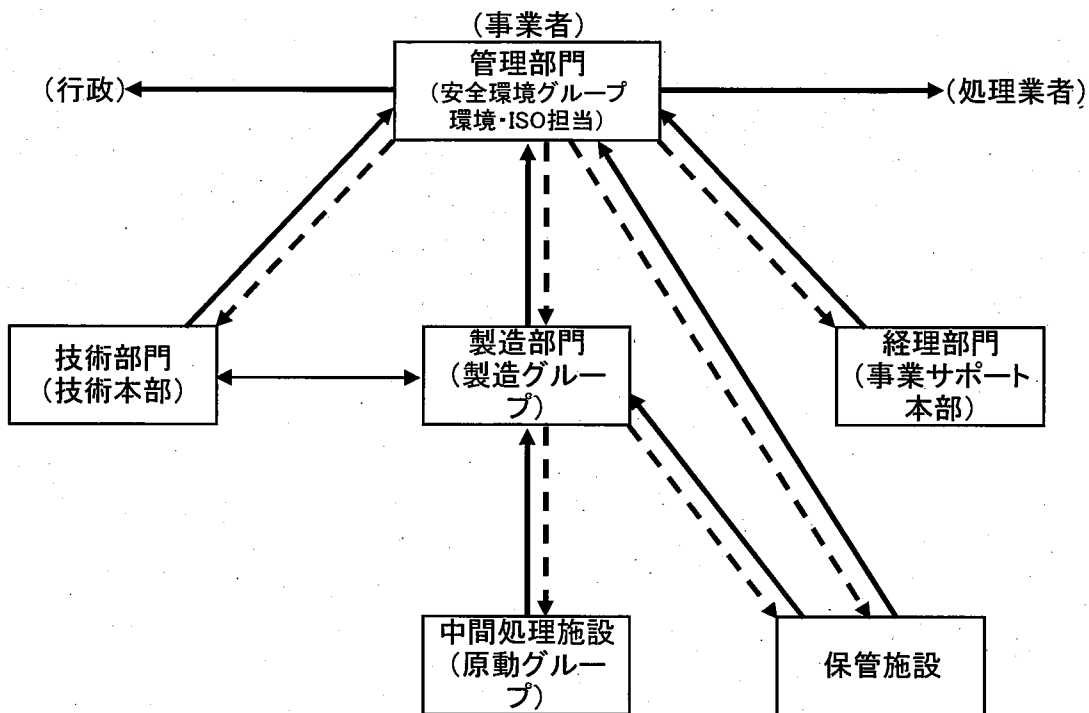 (事業者)
管理部門
(安全環境グループ
環境・ISO担当)
(行政)
(処理業者)
技術部門
(技術本部)
製造部門
(製造グルー
プ)
経理部門
(事業サポート
本部)
中間処理施設
(原動グルー
プ)
保管施設